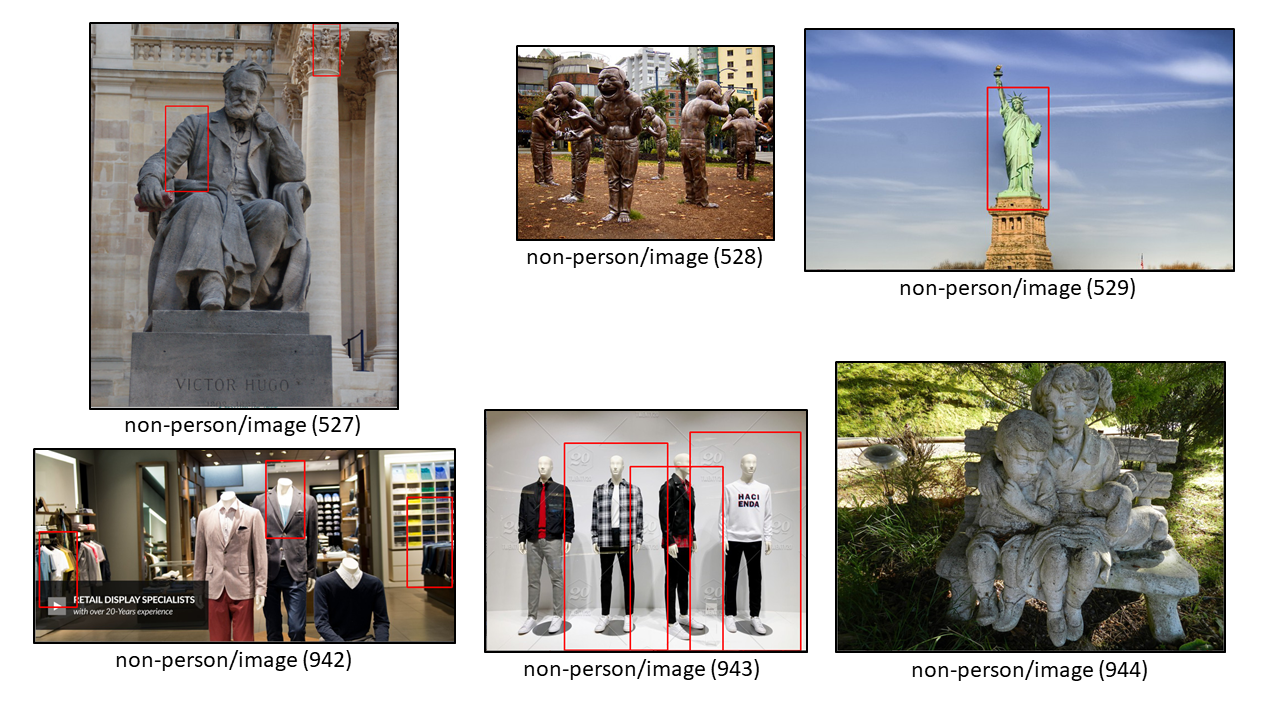 VICTOR HUGO
non-person/image (527)
non-person/image (528)
non-person/image (529)
RETAIL DISPLAY SPECIALISTS
with over 20-Years experience
non-person/image (942)
HACI
ENDA
non-person/image (943)
non-person/image (944)